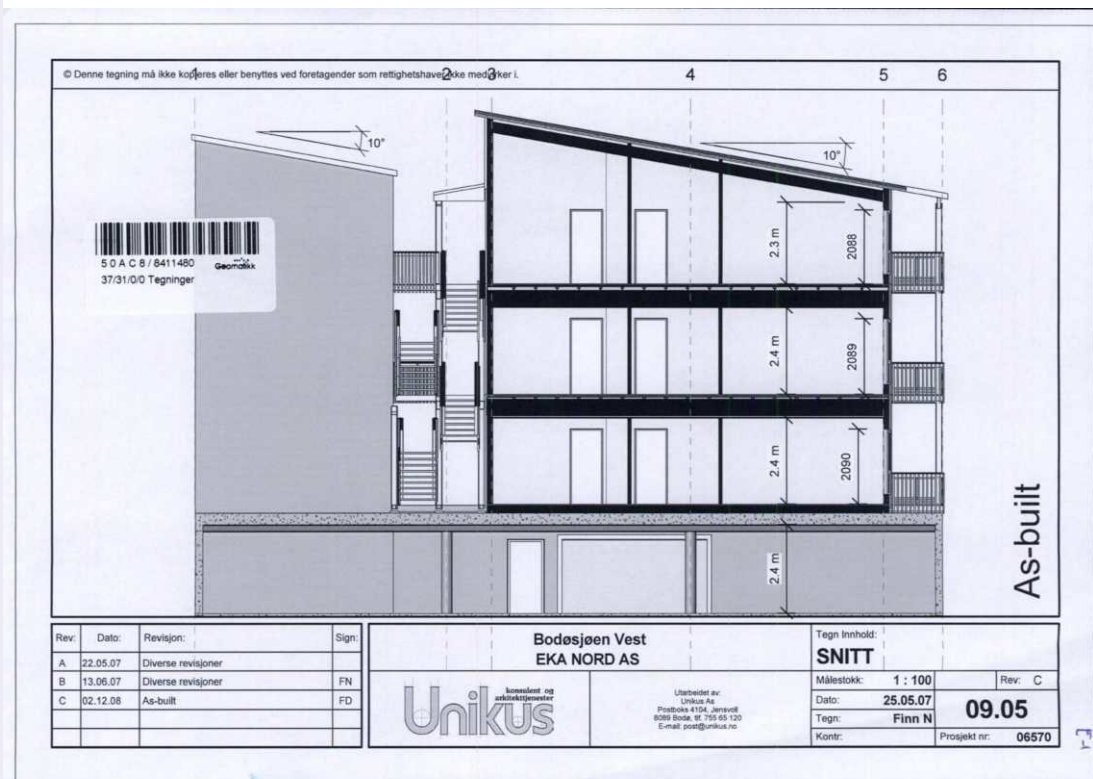 © Denne tegning må ikke kopieres eller benyttes ved foretagender som rettighetshaver ikke medvirker i.
1 2 3 4 5 6
10°
10°
5 0 A C 8 / 8411480
Geomatikk
37/31/0/0 Tegninger
2.3 m
2088
2.4 m
2089
2.4 m
2090
2.4 m
As-built
Rev: Dato: Revisjon: Sign:
A 22.05.07 Diverse revisjoner
B 13.06.07 Diverse revisjoner FN
C 02.12.08 As-built FD
Bodøsjøen Vest
EKA NORD AS
konsulent og
arkitekttjenester
Unikus
Utarbeidet av:
Unikus As
Postboks 4104, Jensvoll
8089 Bodø, tlf. 755 65 120
E-mail: post@unikus.no
Tegn Innhold:
SNITT
Målestokk: 1 : 100 Rev: C
Dato: 25.05.07
09.05
Tegn: Finn N
Kontr: Prosjekt nr: 06570